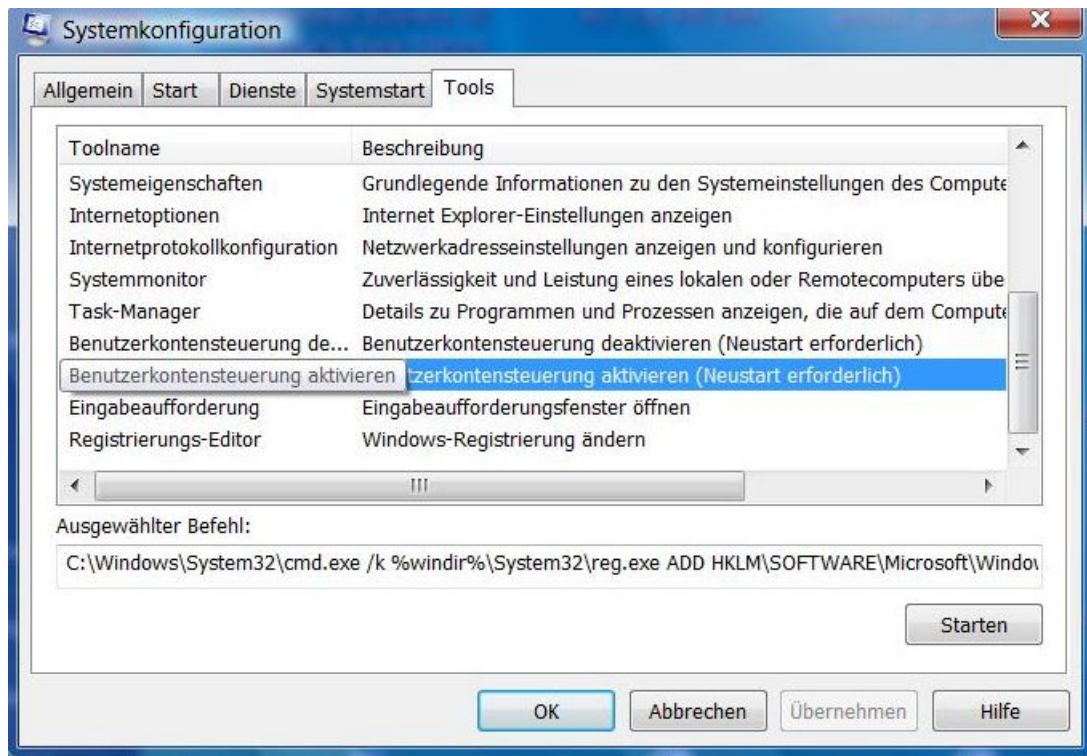 Systemkonfiguration
Allgemein Start Dienste Systemstart Tools
Toolname Beschreibung
Systemeigenschaften Grundlegende Informationen zu den Systemeinstellungen des Compute
Internetoptionen Internet Explorer-Einstellungen anzeigen
Internetprotokollkonfiguration Netzwerkadresseinstellungen anzeigen und konfigurieren
Systemmonitor Zuverlässigkeit und Leistung eines lokalen oder Remotecomputers übe
Task-Manager Details zu Programmen und Prozessen anzeigen, die auf dem Compute
Benutzerkontensteuerung de... Benutzerkontensteuerung deaktivieren (Neustart erforderlich)
Benutzerkontensteuerung aktivieren tzerkontensteuerung aktivieren (Neustart erforderlich)
Eingabeaufforderung Eingabeaufforderungsfenster öffnen
Registrierungs-Editor Windows-Registrierung ändern
Ausgewählter Befehl:
C:\Windows\System32\cmd.exe /k %windir%\System32\reg.exe ADD HKLM\SOFTWARE\Microsoft\Window
Starten
OK Abbrechen Übernehmen Hilfe